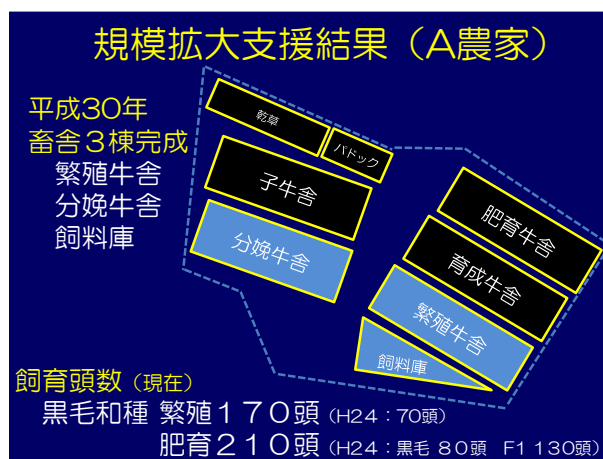 規模拡大支援結果（A農家）
平成30年
畜舎３棟完成
繁殖牛舎
分娩牛舎
飼料庫
乾草
パドック
子牛舎
分娩牛舎
肥育牛舎
育成牛舎
繁殖牛舎
飼料庫
飼育頭数（現在）
黒毛和種 繁殖１７０頭（H24：70頭）
肥育２１０頭（H24：黒毛 80頭 F1 130頭）